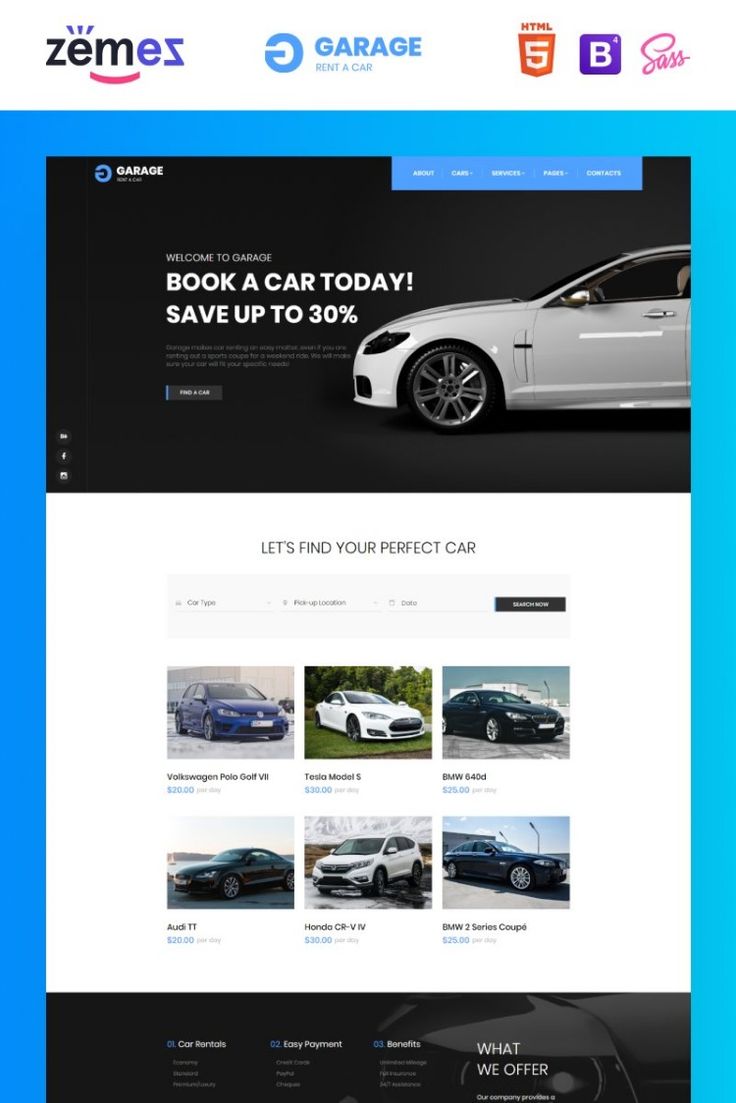 zemez
GARAGE
RENT A CAR
HTML
5
B
4
Sass
GARAGE
RENT A CAR
ABOUT
CARS
SERVICES
PAGES
CONTACTS
WELCOME TO GARAGE
BOOK A CAR TODAY!
SAVE UP TO 30%
Garage makes car renting an easy matter, even if you are
renting out a sports coupe for a weekend ride. We will make
sure your car will fit your specific needs!
FIND A CAR
Bē
f
LET'S FIND YOUR PERFECT CAR
Car Type
Pick-up Location
Date
SEARCH NOW
Volkswagen Polo Golf VII
$20.00 per day
Tesla Model S
$30.00 per day
BMW 640d
$25.00 per day
Audi TT
$20.00 per day
Honda CR-V IV
$30.00 per day
BMW 2 Series Coupé
$25.00 per day
01. Car Rentals
Economy
Standard
Premium/Luxury
02. Easy Payment
Credit Cards
PayPal
Cheques
03. Benefits
Unlimited Mileage
Full Insurance
24/7 Assistance
WHAT
WE OFFER
Our company provides a